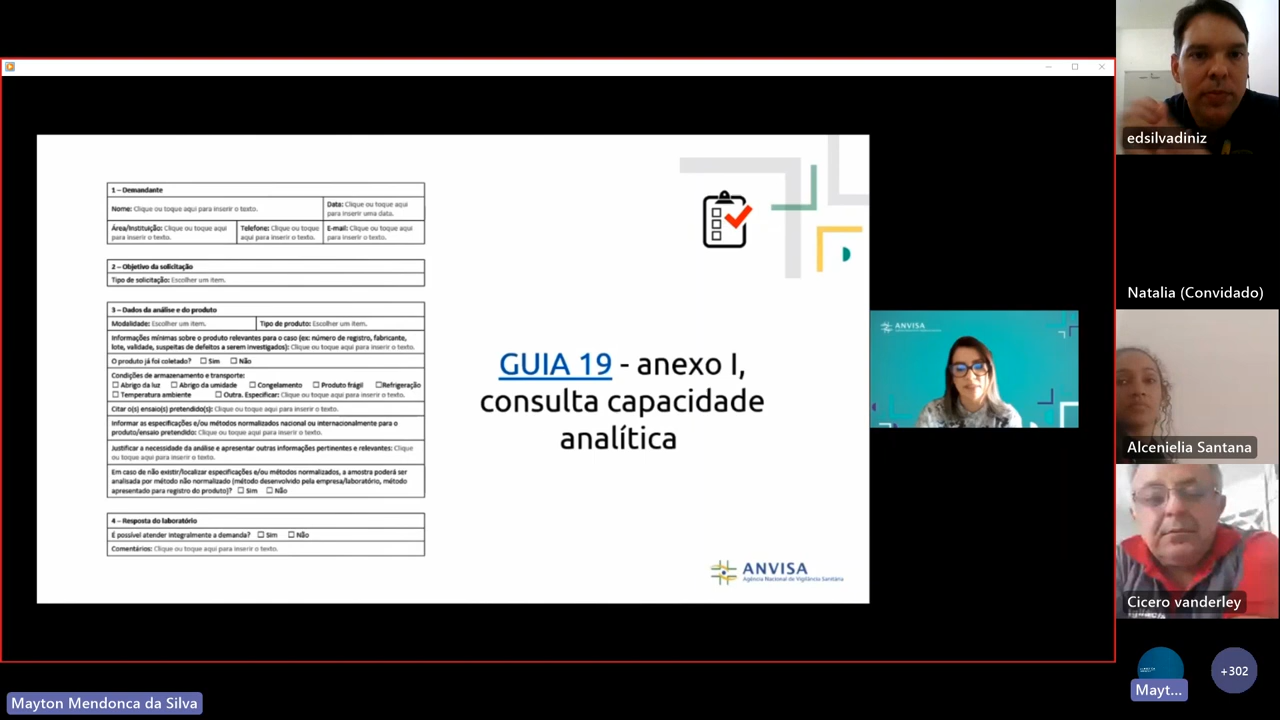 1 – Demandante
Nome: Clique ou toque aqui para inserir o texto.
Data: Clique ou toque aqui
para inserir uma data.
Área/Instituição: Clique ou toque aqui
para inserir o texto.
Telefone: Clique ou toque
aqui para inserir o texto.
E-mail: Clique ou toque aqui
para inserir o texto.
2 – Objetivo da solicitação
Tipo de solicitação: Escolher um item.
3 – Dados da análise e do produto
Modalidade: Escolher um item.
Tipo de produto: Escolher um item.
Informações mínimas sobre o produto relevantes para o caso (ex: número de registro, fabricante,
lote, validade, suspeitas de defeitos a serem investigados): Clique ou toque aqui para inserir o texto.
O produto já foi coletado? ☐ Sim ☐ Não
Condições de armazenamento e transporte:
☐ Abrigo da luz ☐ Abrigo da umidade ☐ Congelamento ☐ Produto frágil ☐Refrigeração
☐ Temperatura ambiente ☐ Outra. Especificar: Clique ou toque aqui para inserir o texto.
Citar o(s) ensaio(s) pretendido(s): Clique ou toque aqui para inserir o texto.
Informar as especificações e/ou métodos normalizados nacional ou internacionalmente para o
produto/ensaio pretendido: Clique ou toque aqui para inserir o texto.
Justificar a necessidade da análise e apresentar outras informações pertinentes e relevantes: Clique
ou toque aqui para inserir o texto.
Em caso de não existir/localizar especificações e/ou métodos normalizados, a amostra poderá ser
analisada por método não normalizado (método desenvolvido pela empresa/laboratório, método
apresentado para registro do produto)? ☐ Sim ☐ Não
4 – Resposta do laboratório
É possível atender integralmente a demanda? ☐ Sim ☐ Não
Comentários: Clique ou toque aqui para inserir o texto.
GUIA 19 - anexo I,
consulta capacidade
analítica
ANVISA
Agência Nacional de Vigilância Sanitária
ANVISA
edsilvadiniz
Natalia (Convidado)
Alcenielia Santana
Cicero vanderley
Mayt...
+302
Mayton Mendonca da Silva